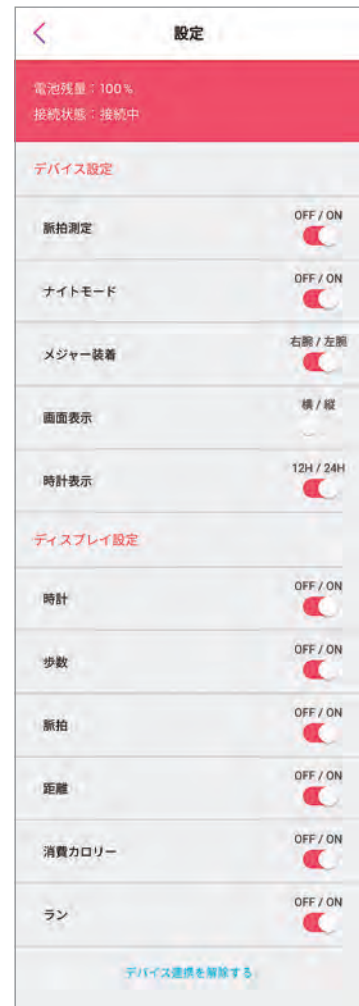 設定
電池残量：100%
接続状態：接続中
デバイス設定
脈拍測定 OFF / ON
ナイトモード OFF / ON
メジャー装着 右腕 / 左腕
画面表示 横 / 縦
時計表示 12H / 24H
ディスプレイ設定
時計 OFF / ON
歩数 OFF / ON
脈拍 OFF / ON
距離 OFF / ON
消費カロリー OFF / ON
ラン OFF / ON
デバイス連携を解除する